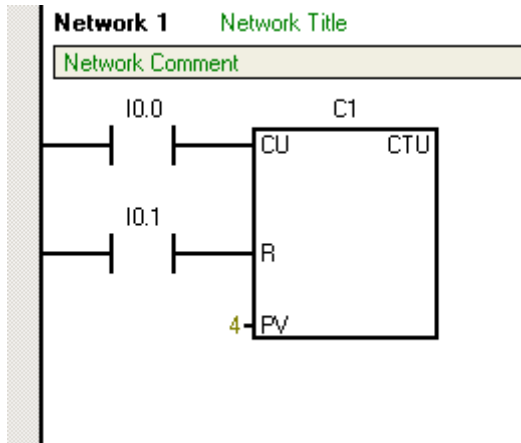 Network 1 Network Title
Network Comment
I0.0 C1
CU CTU
I0.1
R
4 PV